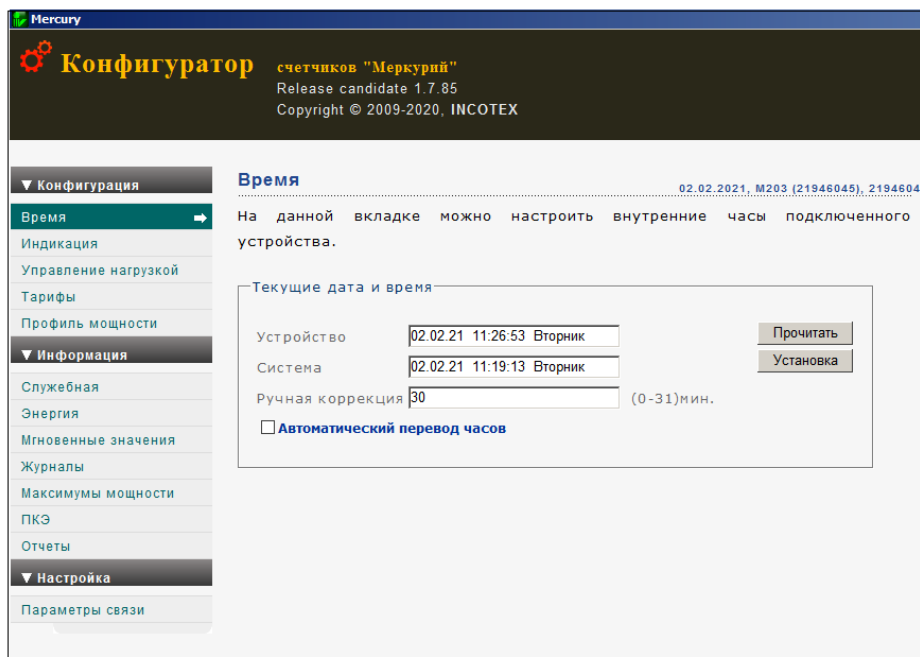 Mercury
Конфигуратор счетчиков "Меркурий"
Release candidate 1.7.85
Copyright © 2009-2020, INCOTEX
▼ Конфигурация
Время
Индикация
Управление нагрузкой
Тарифы
Профиль мощности
▼ Информация
Служебная
Энергия
Мгновенные значения
Журналы
Максимумы мощности
ПКЭ
Отчеты
▼ Настройка
Параметры связи
Время
02.02.2021, M203 (21946045), 2194604
На данной вкладке можно настроить внутренние часы подключенного
устройства.
Текущие дата и время
Устройство 02.02.21 11:26:53 Вторник Прочитать
Система 02.02.21 11:19:13 Вторник Установка
Ручная коррекция 30 (0-31)мин.
Автоматический перевод часов